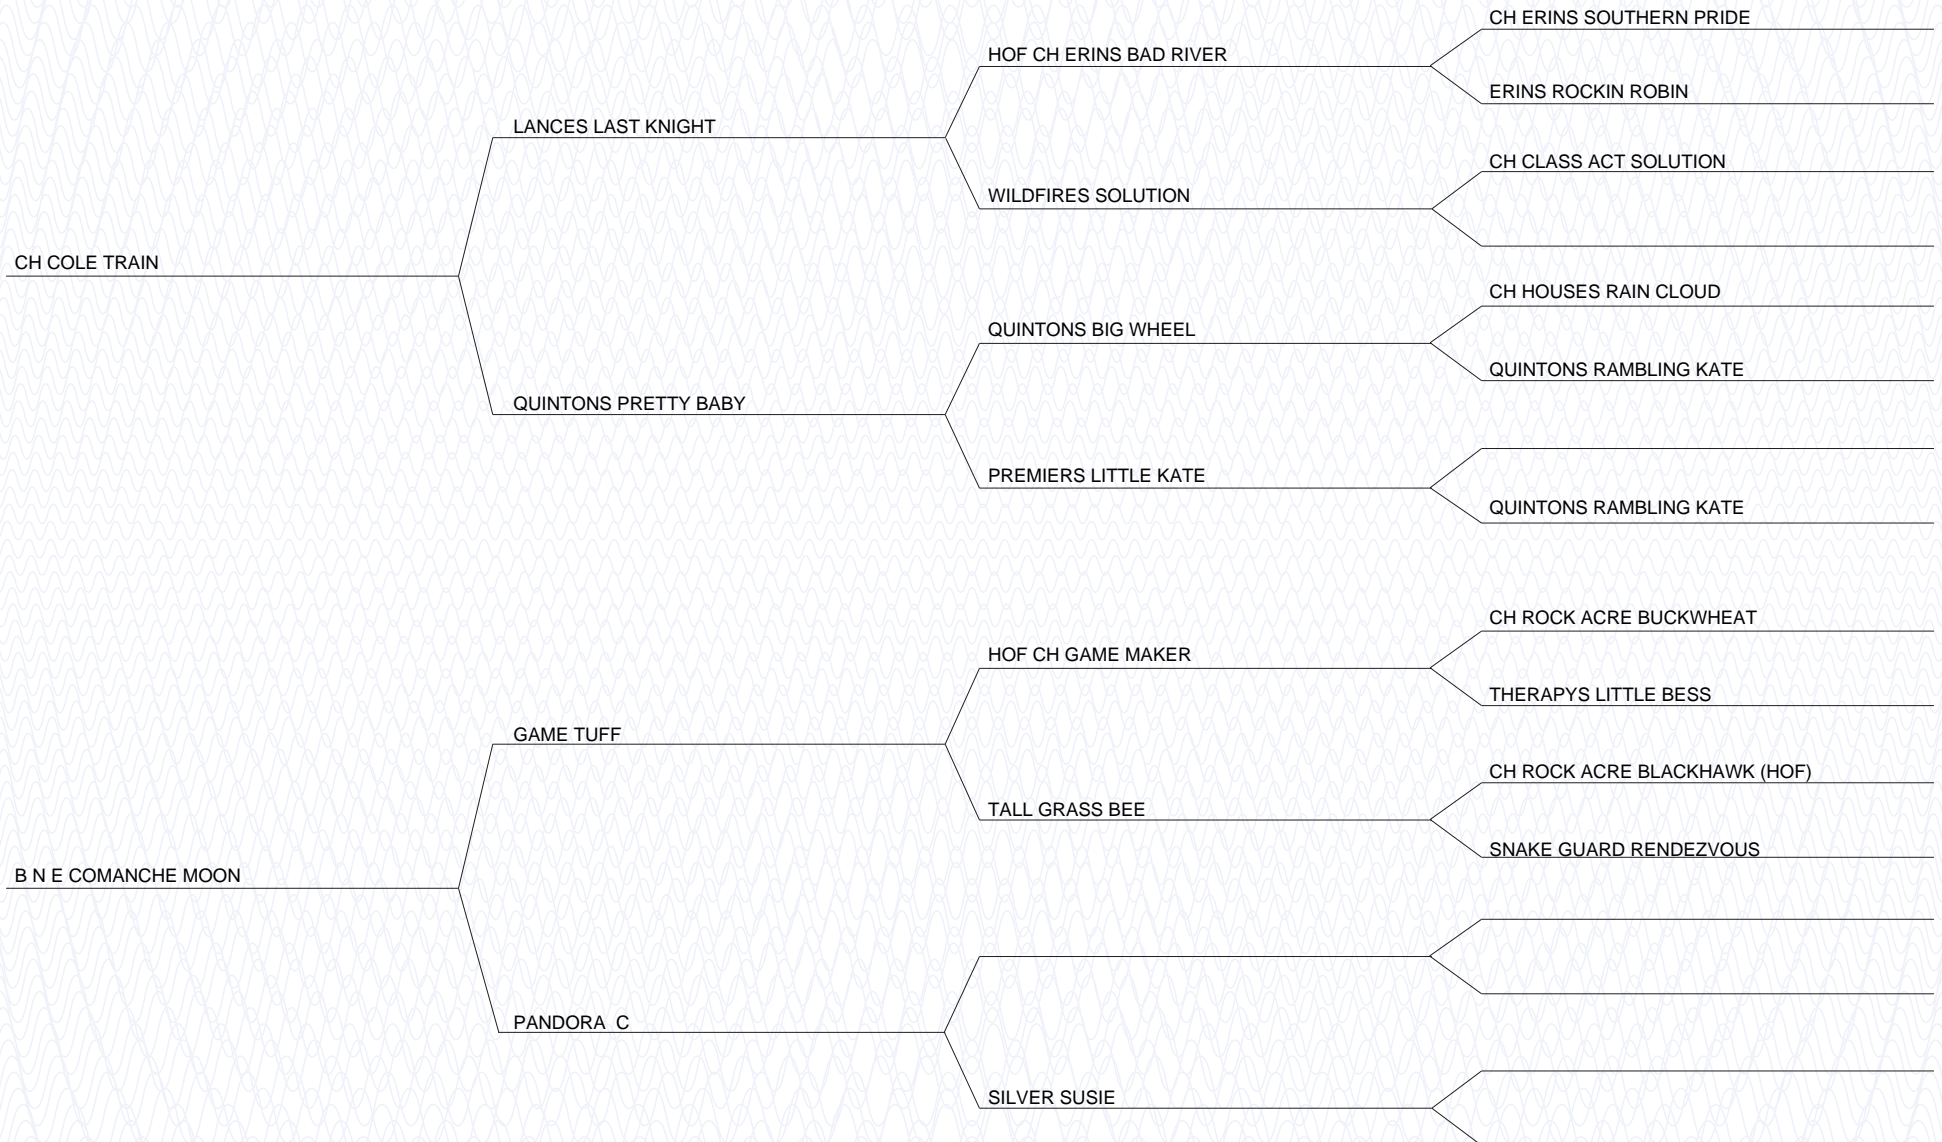 CH ERINS SOUTHERN PRIDE
HOF CH ERINS BAD RIVER
ERINS ROCKIN ROBIN
LANCES LAST KNIGHT
CH CLASS ACT SOLUTION
WILDFIRES SOLUTION
CH COLE TRAIN
CH HOUSES RAIN CLOUD
QUINTONS BIG WHEEL
QUINTONS RAMBLING KATE
QUINTONS PRETTY BABY
PREMIERS LITTLE KATE
QUINTONS RAMBLING KATE
CH ROCK ACRE BUCKWHEAT
HOF CH GAME MAKER
THERAPYS LITTLE BESS
GAME TUFF
CH ROCK ACRE BLACKHAWK (HOF)
TALL GRASS BEE
SNAKE GUARD RENDEZVOUS
B N E COMANCHE MOON
PANDORA  C
SILVER SUSIE